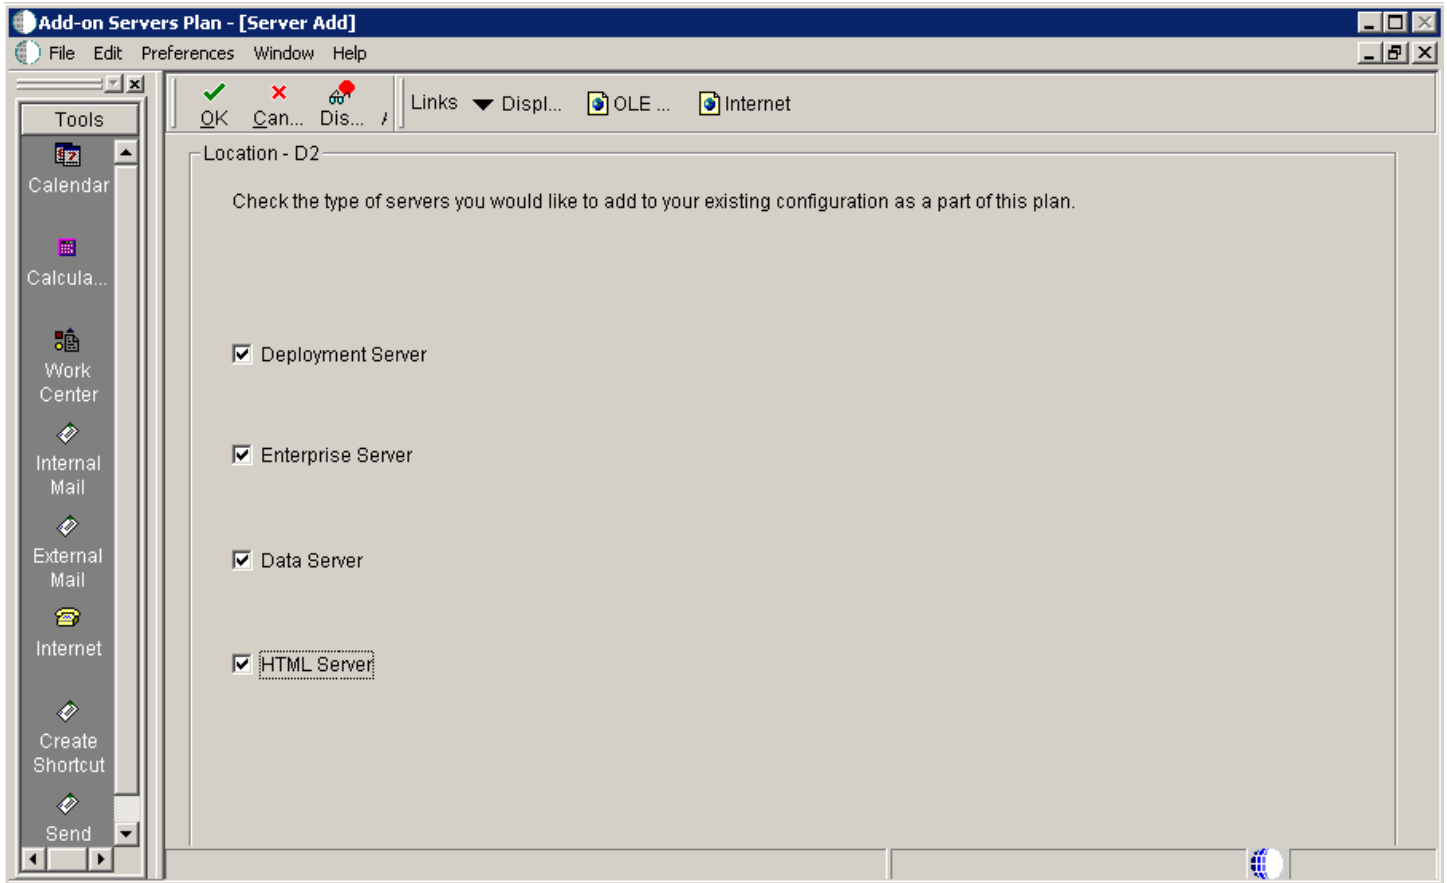 Add-on Servers Plan - [Server Add]
File Edit Preferences Window Help
Tools
Calendar
Calcula...
Work
Center
Internal
Mail
External
Mail
Internet
Create
Shortcut
Send
OK Can... Dis... Links Displ... OLE ... Internet
Location - D2
Check the type of servers you would like to add to your existing configuration as a part of this plan.
Deployment Server
Enterprise Server
Data Server
HTML Server